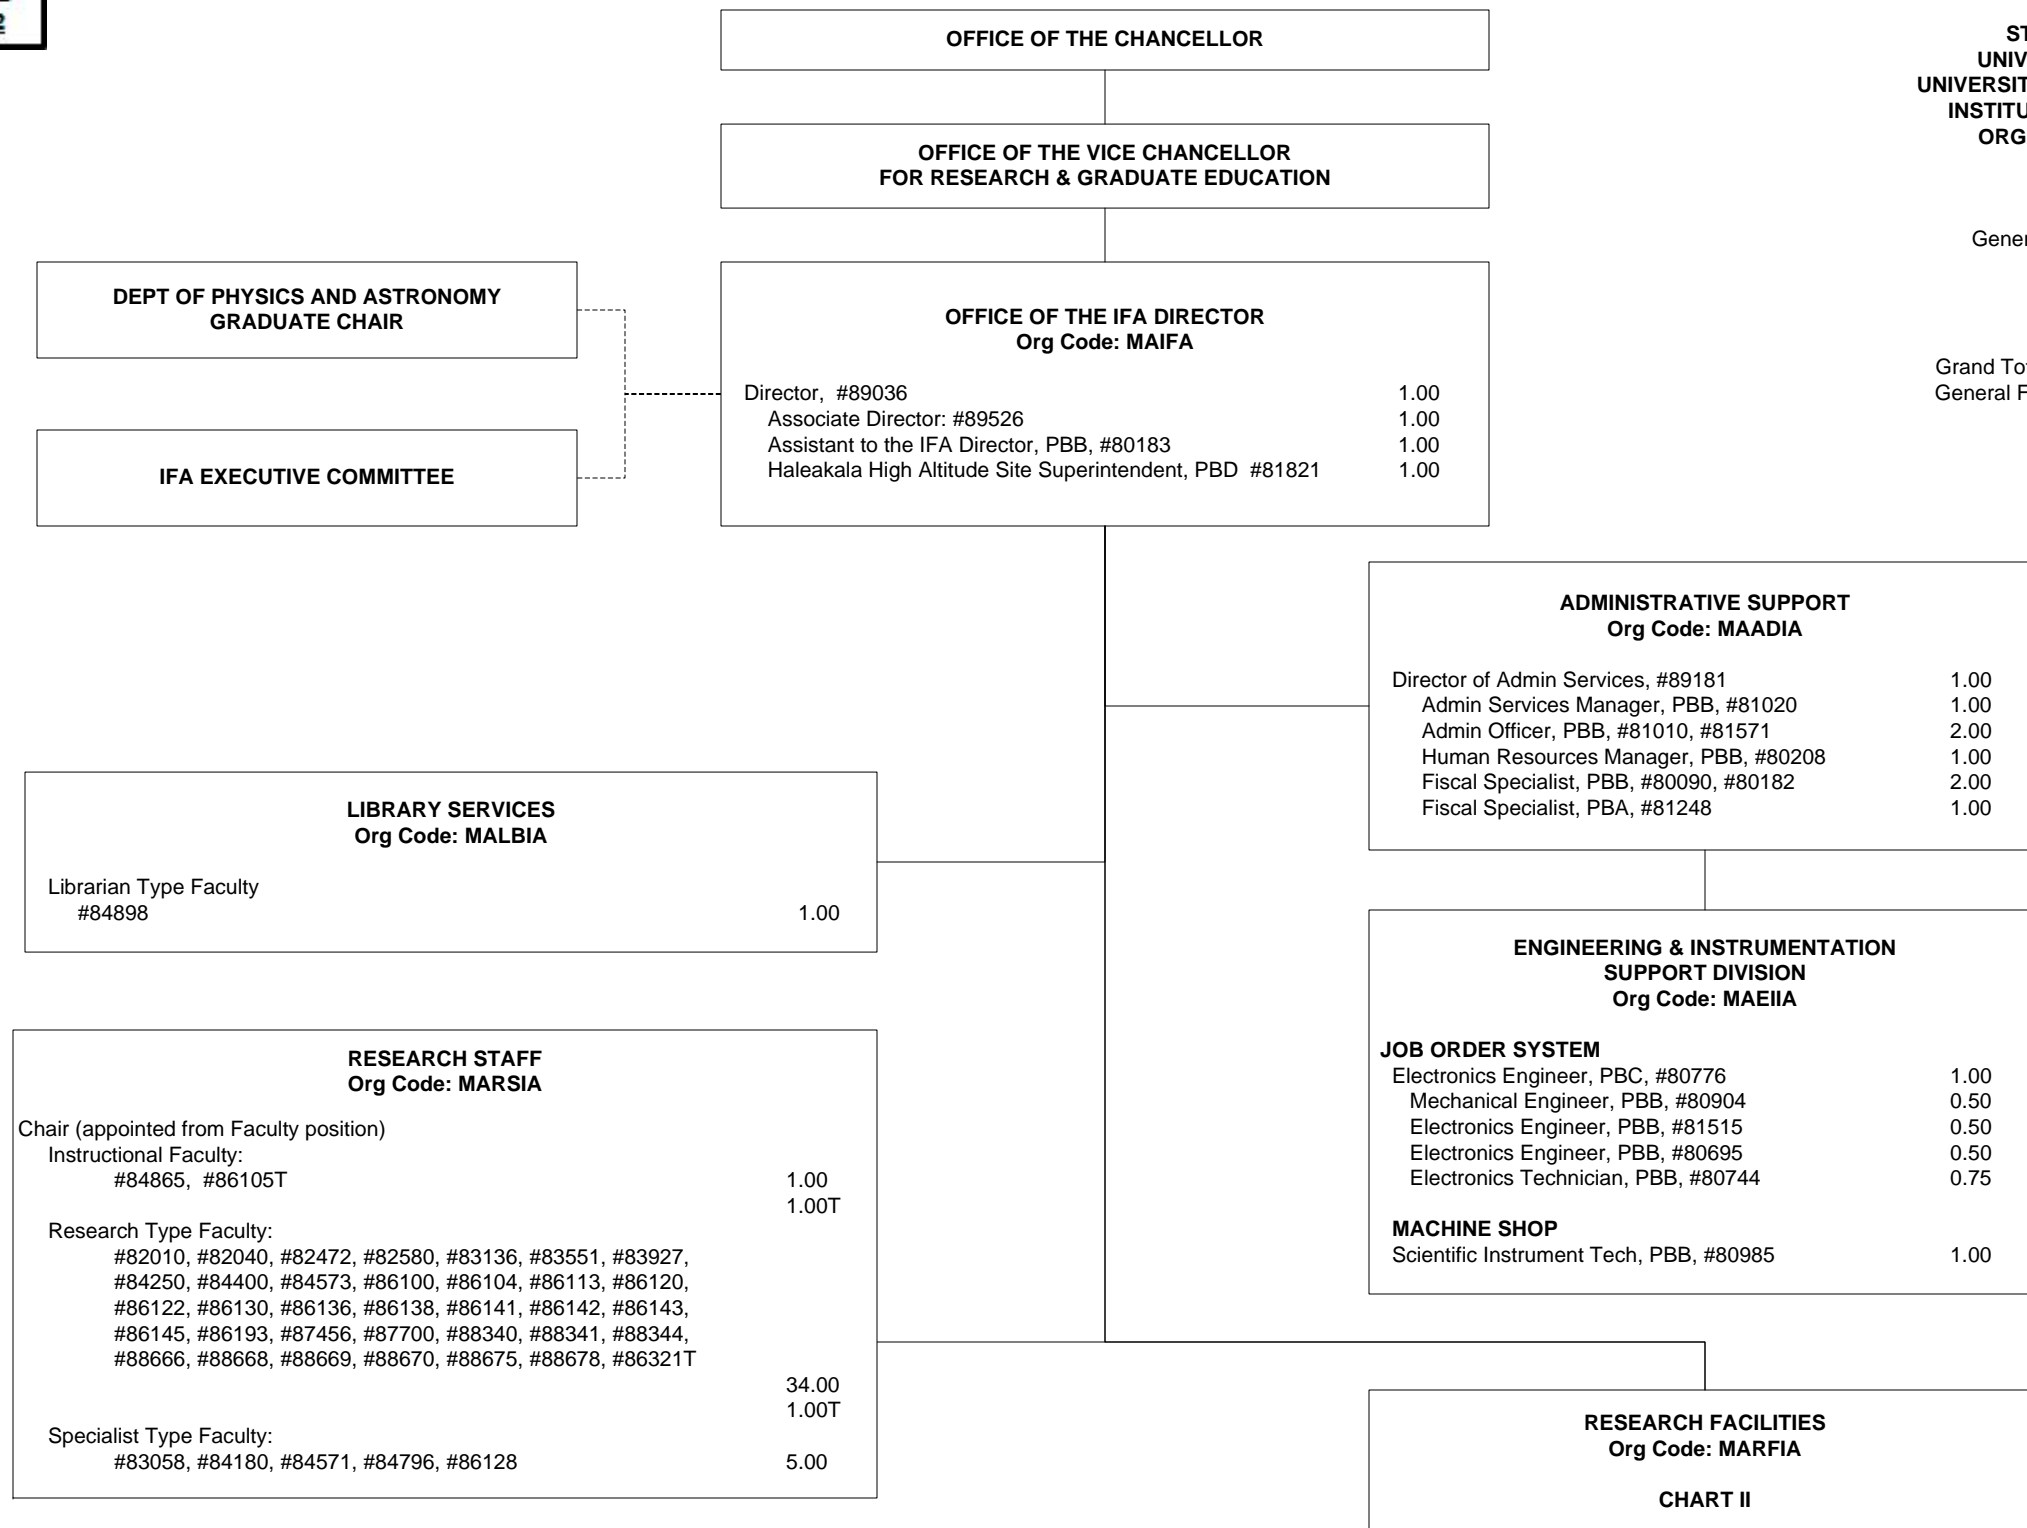 OFFICE OF THE CHANCELLOR
OFFICE OF THE VICE CHANCELLOR
FOR RESEARCH & GRADUATE EDUCATION
DEPT OF PHYSICS AND ASTRONOMY
GRADUATE CHAIR
IFA EXECUTIVE COMMITTEE
OFFICE OF THE IFA DIRECTOR
Org Code: MAIFA
Director, #89036 1.00
Associate Director: #89526 1.00
Assistant to the IFA Director, PBB, #80183 1.00
Haleakala High Altitude Site Superintendent, PBD #81821 1.00
Grand
General
ADMINISTRATIVE SUPPORT
Org Code: MAADIA
Director of Admin Services, #89181 1.00
Admin Services Manager, PBB, #81020 1.00
Admin Officer, PBB, #81010, #81571 2.00
Human Resources Manager, PBB, #80208 1.00
Fiscal Specialist, PBB, #80090, #80182 2.00
Fiscal Specialist, PBA, #81248 1.00
LIBRARY SERVICES
Org Code: MALBIA
Librarian Type Faculty
#84898 1.00
ENGINEERING & INSTRUMENTATION
SUPPORT DIVISION
Org Code: MAEIIA
JOB ORDER SYSTEM
Electronics Engineer, PBC, #80776 1.00
Mechanical Engineer, PBB, #80904 0.50
Electronics Engineer, PBB, #81515 0.50
Electronics Engineer, PBB, #80695 0.50
Electronics Technician, PBB, #80744 0.75
MACHINE SHOP
Scientific Instrument Tech, PBB, #80985 1.00
RESEARCH STAFF
Org Code: MARSIA
Chair (appointed from Faculty position)
Instructional Faculty:
#84865, #86105T 1.00
1.00T
Research Type Faculty:
#82010, #82040, #82472, #82580, #83136, #83551, #83927,
#84250, #84400, #84573, #86100, #86104, #86113, #86120,
#86122, #86130, #86136, #86138, #86141, #86142, #86143,
#86145, #86193, #87456, #87700, #88340, #88341, #88344,
#88666, #88668, #88669, #88670, #88675, #88678, #86321T
34.00
1.00T
Specialist Type Faculty:
#83058, #84180, #84571, #84796, #86128 5.00
RESEARCH FACILITIES
Org Code: MARFIA
CHART II